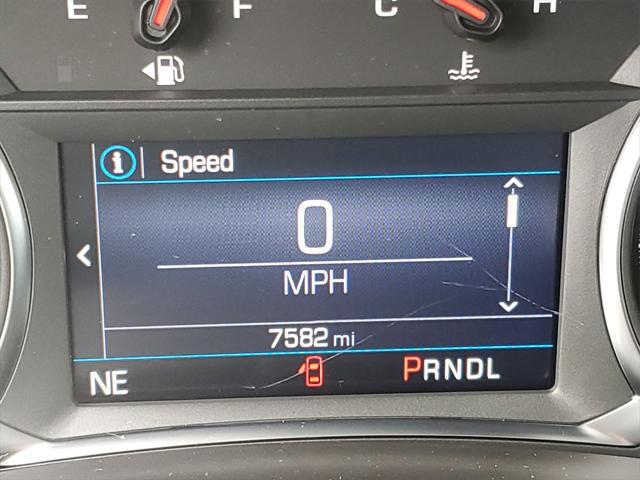 E F C H
i Speed
0
MPH
7582 mi
NE PRNDL